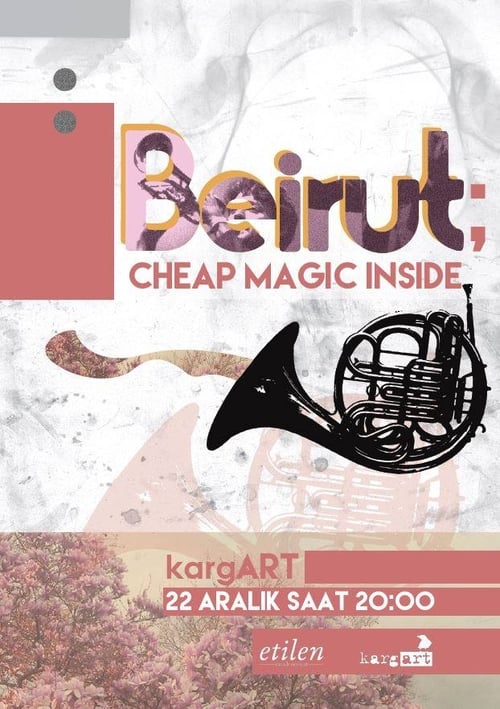 Beirut;
CHEAP MAGIC INSIDE
kargART
22 ARALIK SAAT 20:00
etilen
kargart